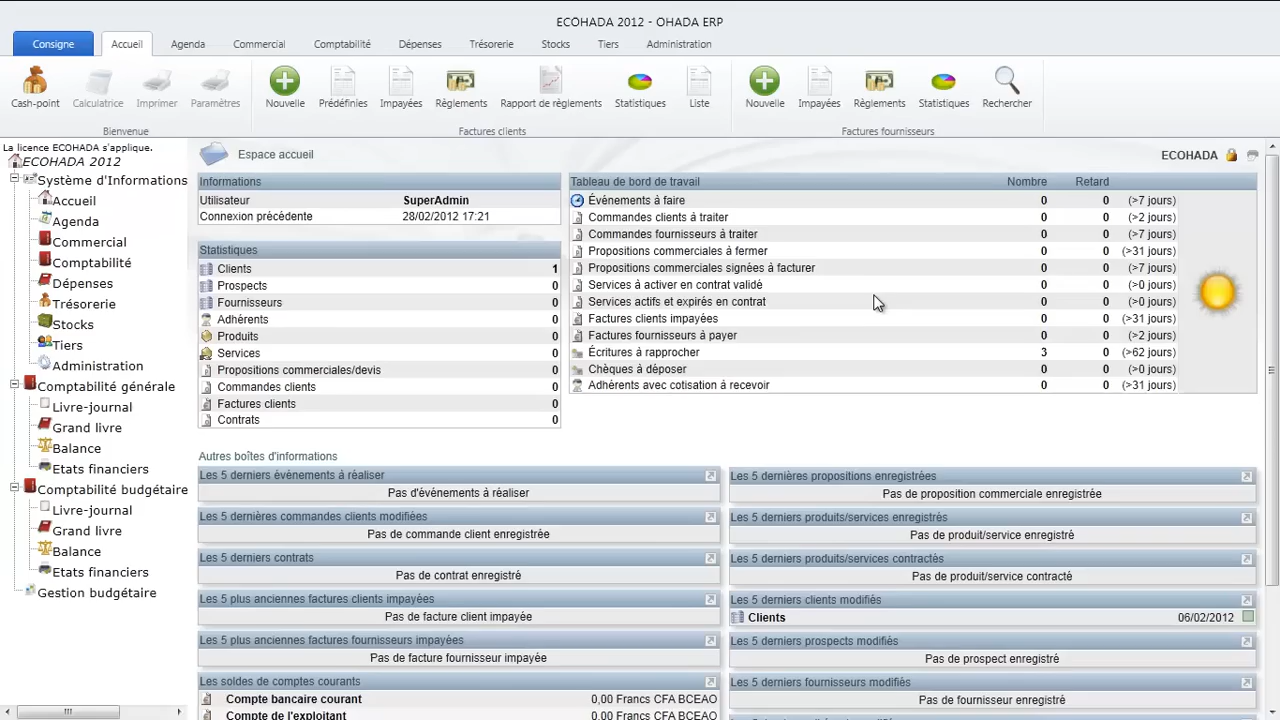 ECOHADA 2012 - OHADA ERP
Consigne Accueil Agenda Commercial Comptabilité Dépenses Trésorerie Stocks Tiers Administration
Cash-point Calculatrice Imprimer Paramètres Nouvelle Prédéfinies Impayées Règlements Rapport de règlements Statistiques Liste Nouvelle Impayées Règlements Statistiques Rechercher
Bienvenue Factures clients Factures fournisseurs
La licence ECOHADA s'applique.
ECOHADA 2012
Système d'Informations
Accueil
Agenda
Commercial
Comptabilité
Dépenses
Trésorerie
Stocks
Tiers
Administration
Comptabilité générale
Livre-journal
Grand livre
Balance
Etats financiers
Comptabilité budgétaire
Livre-journal
Grand livre
Balance
Etats financiers
Gestion budgétaire
Espace accueil
ECOHADA
Informations
Utilisateur SuperAdmin
Connexion précédente 28/02/2012 17:21
Statistiques
Clients 1
Prospects 0
Fournisseurs 0
Adhérents 0
Produits 0
Services 0
Propositions commerciales/devis 0
Commandes clients 0
Factures clients 0
Contrats 0
Tableau de bord de travail Nombre Retard
Événements à faire 0 0 (>7 jours)
Commandes clients à traiter 0 0 (>2 jours)
Commandes fournisseurs à traiter 0 0 (>7 jours)
Propositions commerciales à fermer 0 0 (>31 jours)
Propositions commerciales signées à facturer 0 0 (>7 jours)
Services à activer en contrat validé 0 0 (>0 jours)
Services actifs et expirés en contrat 0 0 (>0 jours)
Factures clients impayées 0 0 (>31 jours)
Factures fournisseurs à payer 0 0 (>2 jours)
Écritures à rapprocher 3 0 (>62 jours)
Chèques à déposer 0 0 (>0 jours)
Adhérents avec cotisation à recevoir 0 0 (>31 jours)
Autres boîtes d'informations
Les 5 derniers événements à réaliser
Pas d'événements à réaliser
Les 5 dernières commandes clients modifiées
Pas de commande client enregistrée
Les 5 derniers contrats
Pas de contrat enregistré
Les 5 plus anciennes factures clients impayées
Pas de facture client impayée
Les 5 plus anciennes factures fournisseurs impayées
Pas de facture fournisseur impayée
Les soldes de comptes courants
Compte bancaire courant 0,00 Francs CFA BCEAO
Compte de l'exploitant 0,00 Francs CFA BCEAO
Les 5 dernières propositions enregistrées
Pas de proposition commerciale enregistrée
Les 5 derniers produits/services enregistrés
Pas de produit/service enregistré
Les 5 derniers produits/services contractés
Pas de produit/service contracté
Les 5 derniers clients modifiés
Clients 06/02/2012
Les 5 derniers prospects modifiés
Pas de prospect enregistré
Les 5 derniers fournisseurs modifiés
Pas de fournisseur enregistré